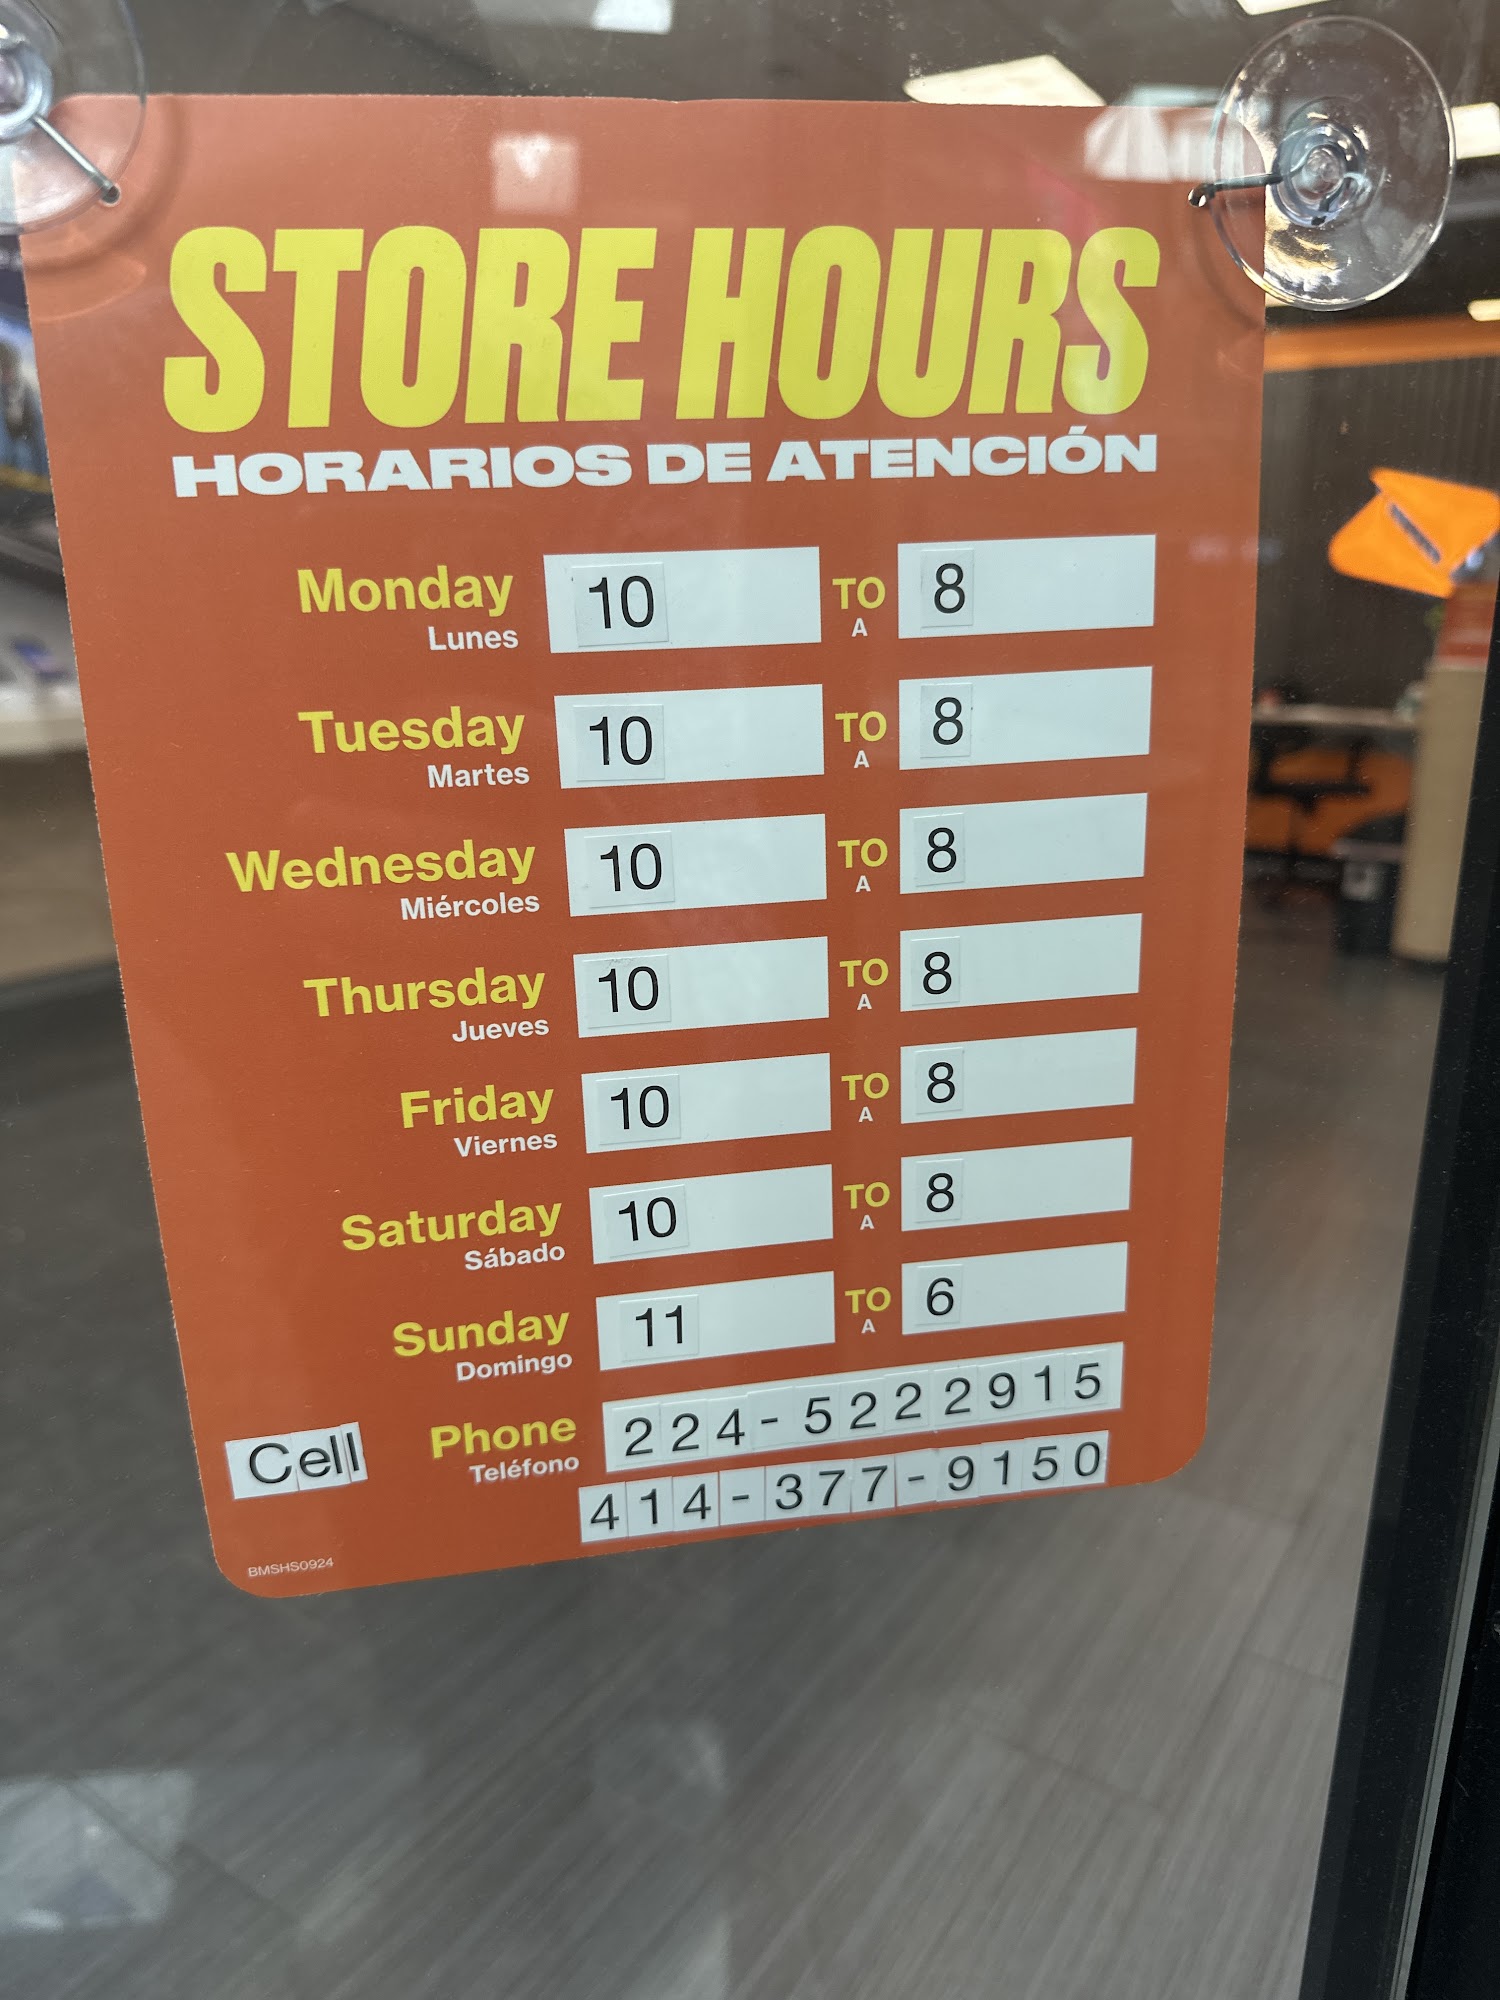 STORE HOURS
HORARIOS DE ATENCIÓN
Monday 10 TO 8
Lunes A
Tuesday 10 TO 8
Martes A
Wednesday 10 TO 8
Miércoles A
Thursday 10 TO 8
Jueves A
Friday 10 TO 8
Viernes A
Saturday 10 TO 8
Sábado A
Sunday 11 TO 6
Domingo A
Phone 224-5222915
Teléfono
Cell 414-377-9150
BMSHS0924